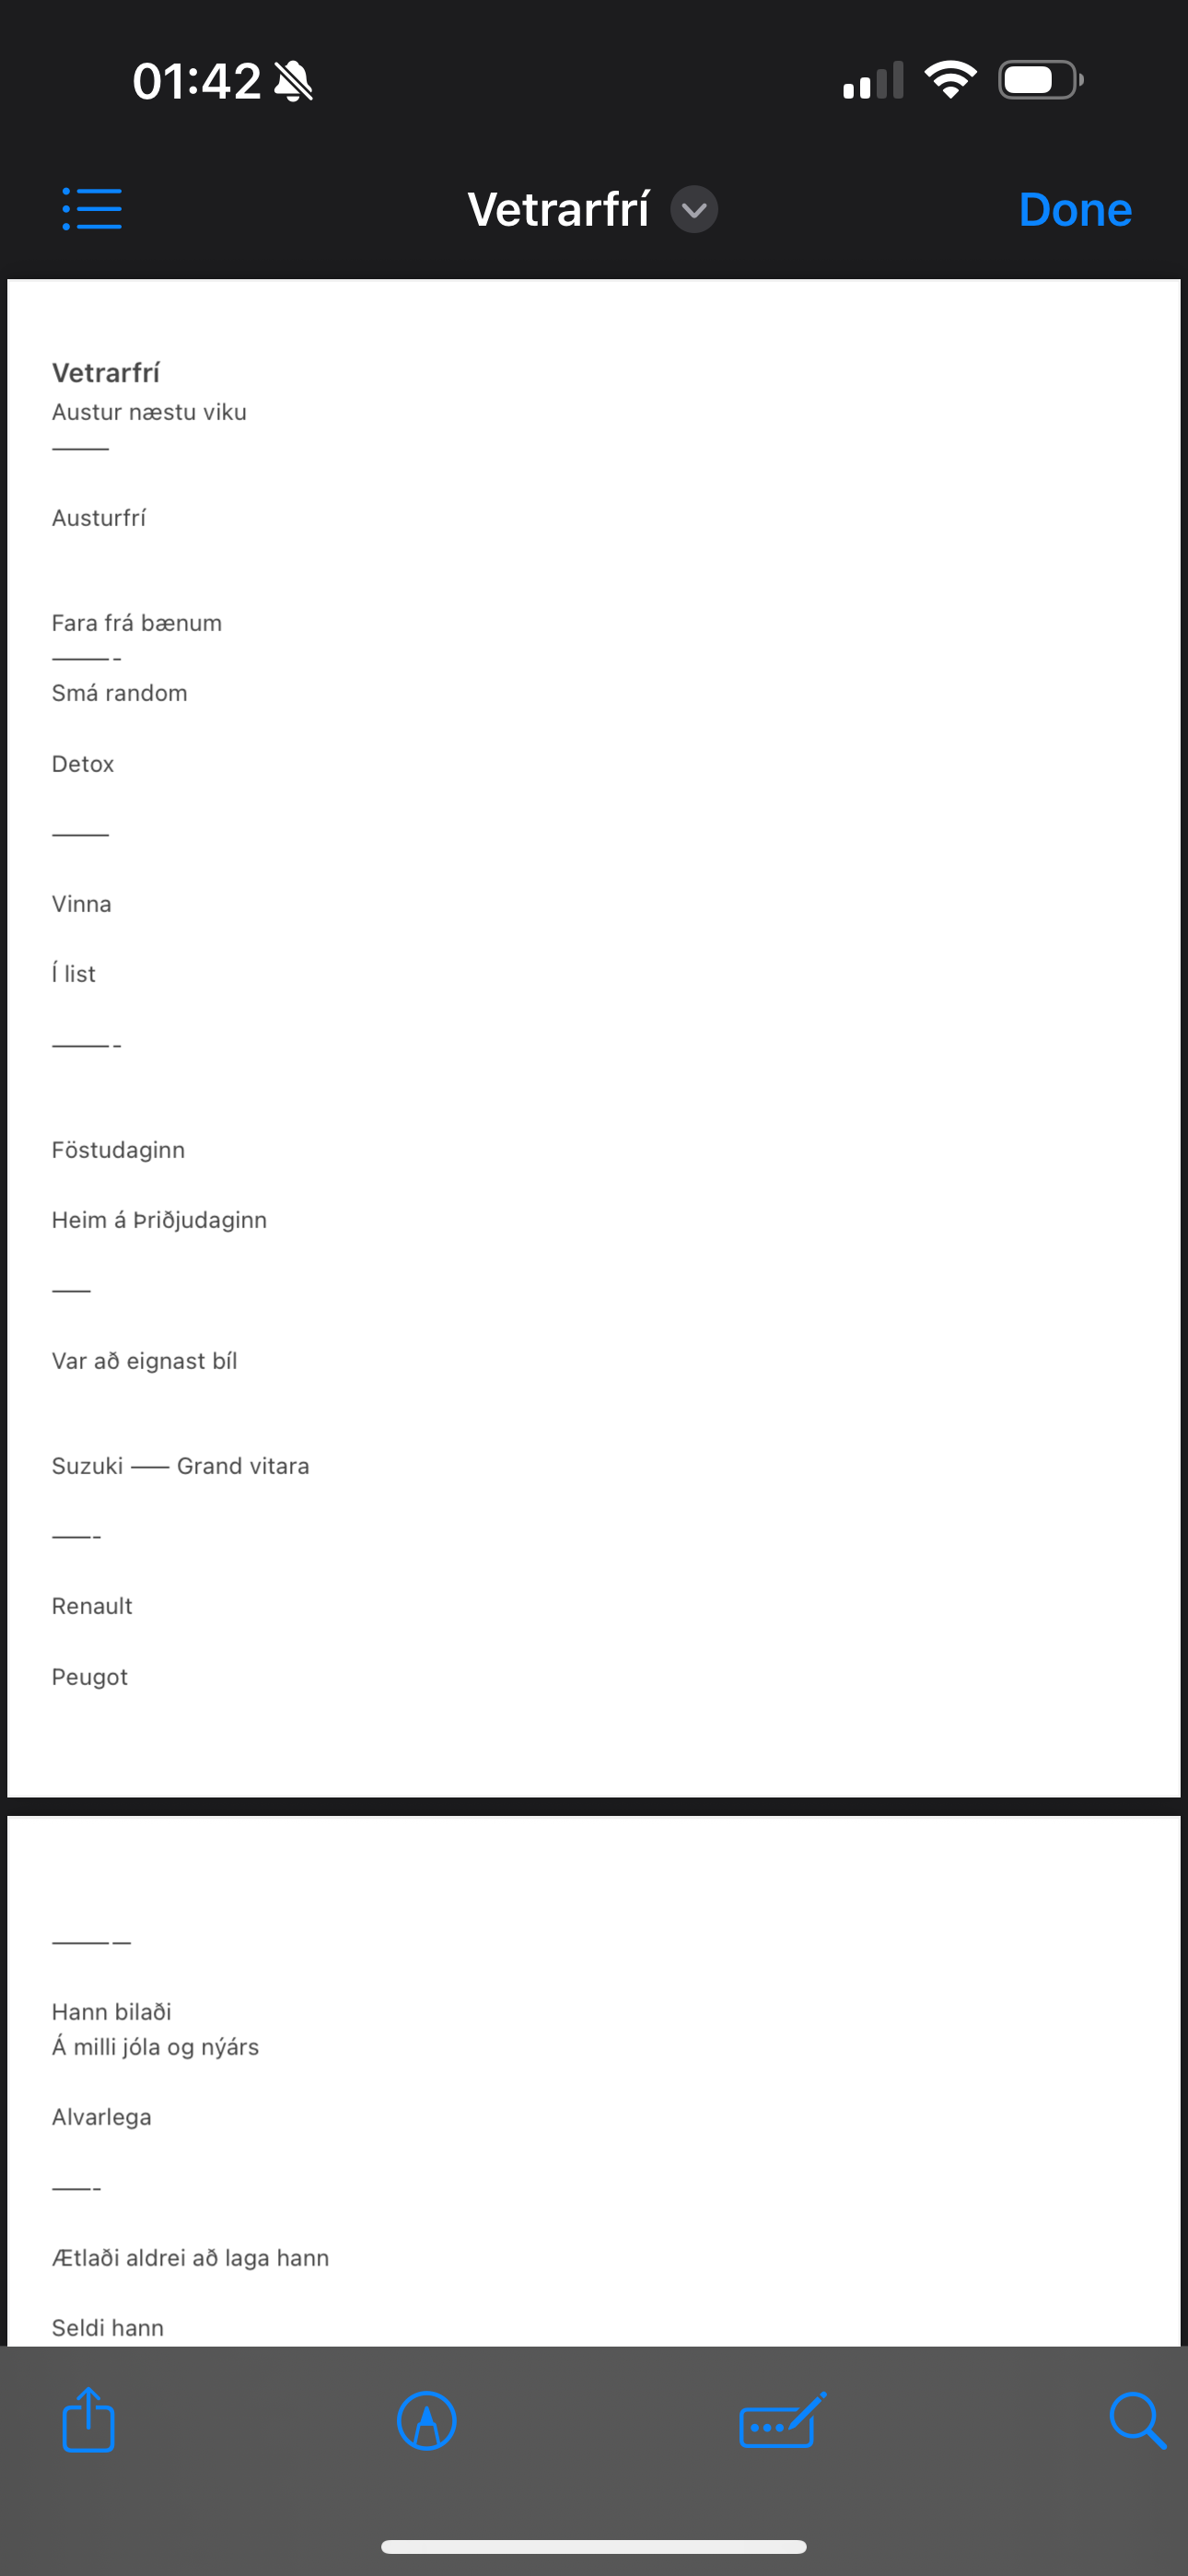 01:42
Vetrarfrí
Done
Vetrarfrí
Austur næstu viku
———
Austurfrí
Fara frá bænum
———-
Smá random
Detox
———
Vinna
Í list
———-
Föstudaginn
Heim á Þriðjudaginn
——
Var að eignast bíl
Suzuki —— Grand vitara
——-
Renault
Peugot
———–
Hann bilaði
Á milli jóla og nýárs
Alvarlega
——-
Ætlaði aldrei að laga hann
Seldi hann